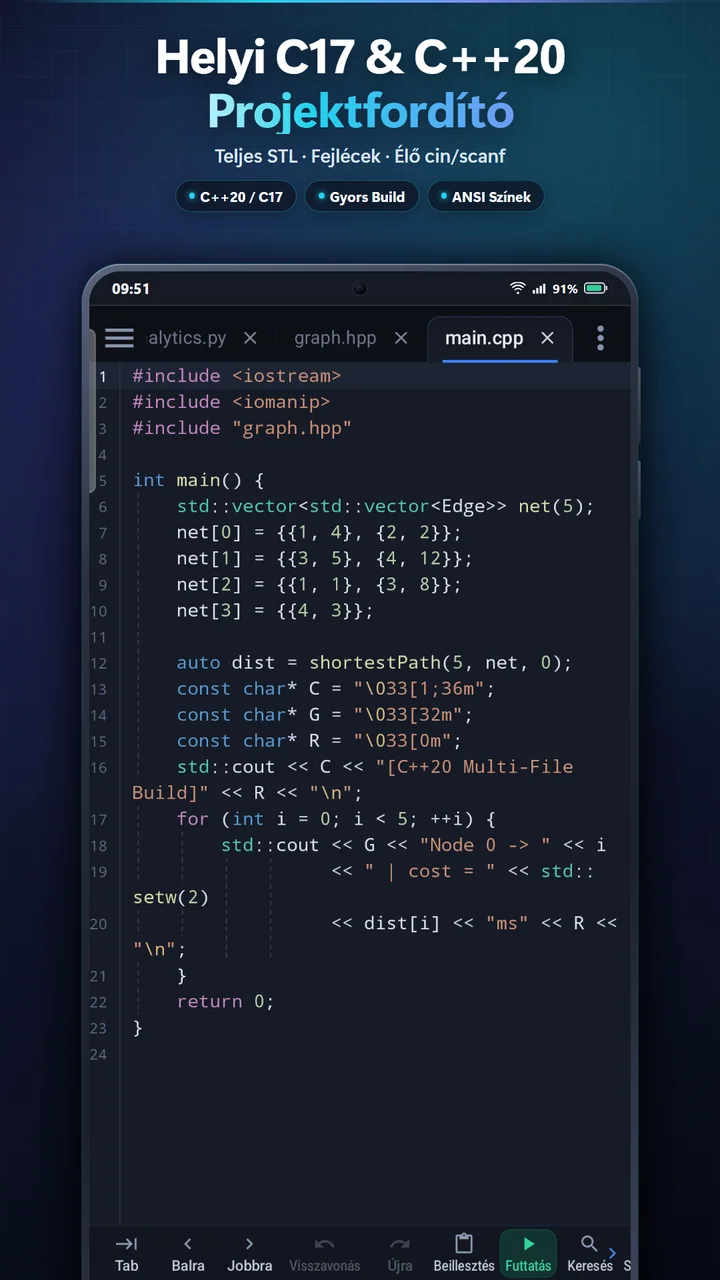 Helyi C17 & C++20
Projektfordító
Teljes STL · Fejlécek · Élő cin/scanf
C++20 / C17
Gyors Build
ANSI Színek
09:51
91%
alytics.py
graph.hpp
main.cpp
1 #include <iostream>
2 #include <iomanip>
3 #include "graph.hpp"
4
5 int main() {
6 std::vector<std::vector<Edge>> net(5);
7 net[0] = {{1, 4}, {2, 2}};
8 net[1] = {{3, 5}, {4, 12}};
9 net[2] = {{1, 1}, {3, 8}};
10 net[3] = {{4, 3}};
11
12 auto dist = shortestPath(5, net, 0);
13 const char* C = "\033[1;36m";
14 const char* G = "\033[32m";
15 const char* R = "\033[0m";
16 std::cout << C << "[C++20 Multi-File
Build]" << R << "\n";
17 for (int i = 0; i < 5; ++i) {
18 std::cout << G << "Node 0 -> " << i
19 << " | cost = " << std::
setw(2)
20 << dist[i] << "ms" << R <<
"\n";
21 }
22 return 0;
23 }
24
Tab
Balra
Jobbra
Visszavonás
Újra
Beillesztés
Futtatás
Keresés
S